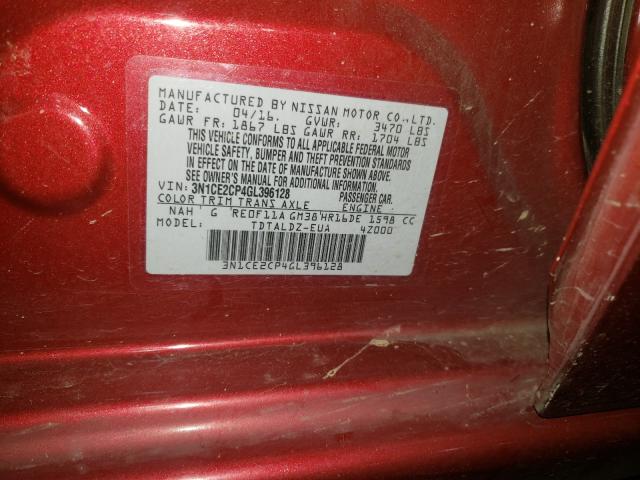 MANUFACTURED BY NISSAN MOTOR CO.,LTD.
DATE: 04/16. GVWR: 3470 LBS
GAWR FR: 1867 LBS GAWR RR: 1704 LBS
THIS VEHICLE CONFORMS TO ALL APPLICABLE FEDERAL MOTOR
VEHICLE SAFETY, BUMPER AND THEFT PREVENTION STANDARDS
IN EFFECT ON THE DATE OF MANUFACTURE SHOWN ABOVE.
SEE OWNER'S MANUAL FOR ADDITIONAL INFORMATION.
VIN: 3N1CE2CP4GL396128 PASSENGER CAR.
COLOR TRIM TRANS AXLE ENGINE
NAH G RE0F11A GM38 HR16DE 1598 CC
MODEL: TDTALDZ-EUA 4Z000
3N1CE2CP4GL396128